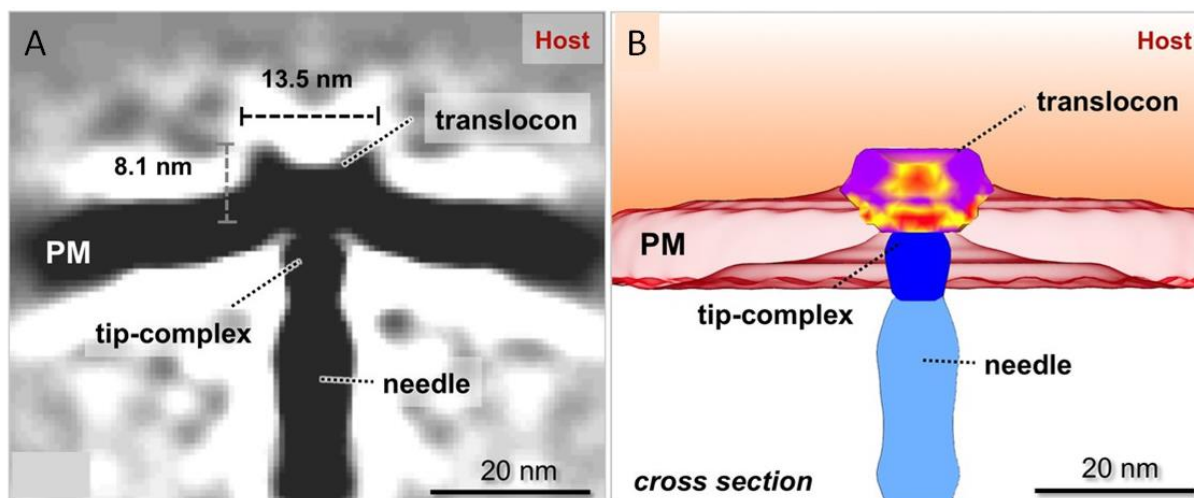 A
Host
13.5 nm
translocon
8.1 nm
PM
tip-complex
needle
20 nm
B
Host
translocon
PM
tip-complex
needle
cross section
20 nm